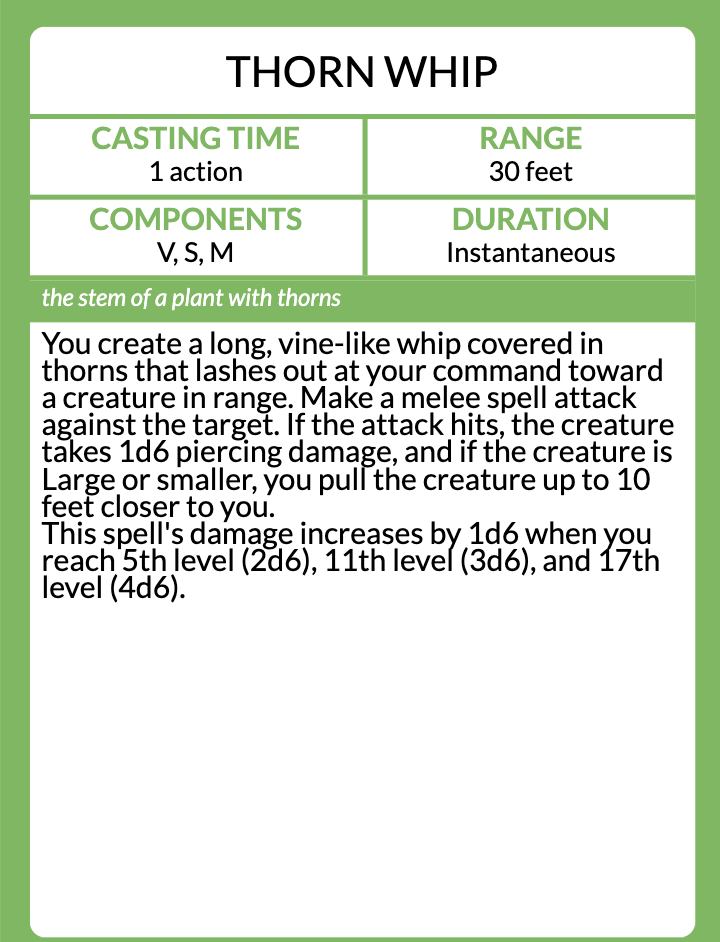 THORN WHIP
CASTING TIME
1 action
RANGE
30 feet
COMPONENTS
V, S, M
DURATION
Instantaneous
the stem of a plant with thorns
You create a long, vine-like whip covered in
thorns that lashes out at your command toward
a creature in range. Make a melee spell attack
against the target. If the attack hits, the creature
takes 1d6 piercing damage, and if the creature is
Large or smaller, you pull the creature up to 10
feet closer to you.
This spell's damage increases by 1d6 when you
reach 5th level (2d6), 11th level (3d6), and 17th
level (4d6).